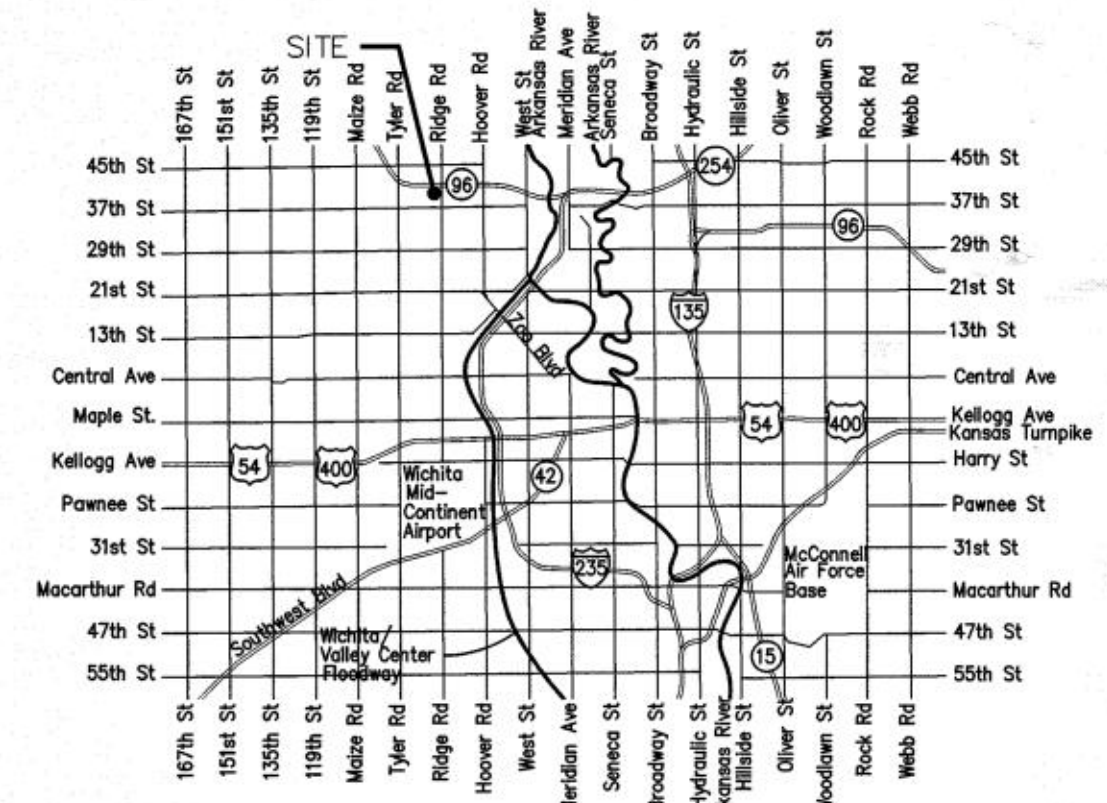 SITE
167th St
151st St
135th St
119th St
Maize Rd
Tyler Rd
Ridge Rd
Hoover Rd
West St
Arkansas River
Meridian Ave
Arkansas River
Seneca St
Broadway St
Hydraulic St
Hillside St
Oliver St
Woodlawn St
Rock Rd
Webb Rd
45th St
254
45th St
96
37th St
37th St
96
29th St
29th St
21st St
21st St
135
13th St
Zoo Blvd
13th St
Central Ave
Central Ave
Maple St.
54
400
Kellogg Ave
Kansas Turnpike
Kellogg Ave
54
400
Harry St
Wichita
Mid-
Continent
Airport
42
Pawnee St
Pawnee St
31st St
31st St
McConnell
Air Force
Base
235
Macarthur Rd
Macarthur Rd
Southwest Blvd
47th St
Wichita/
Valley Center
Floodway
47th St
15
55th St
55th St
167th St
151st St
135th St
119th St
Maize Rd
Tyler Rd
Ridge Rd
Hoover Rd
West St
Meridian Ave
Seneca St
Broadway St
Hydraulic St
Arkansas River
Hillside St
Oliver St
Woodlawn St
Rock Rd
Webb Rd